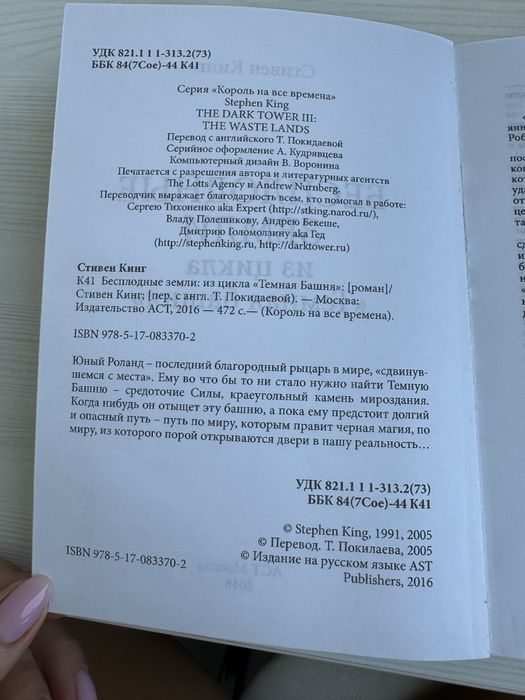 УДК 821.1 1 1-313.2(73)
ББК 84(7Сое)-44 К41
Серия «Король на все времена»
Stephen King
THE DARK TOWER III:
THE WASTE LANDS
Перевод с английского Т. Покидаевой
Серийное оформление А. Кудрявцева
Компьютерный дизайн В. Воронина
Печатается с разрешения автора и литературных агентств
The Lotts Agency и Andrew Nurnberg,
Переводчик выражает благодарность всем, кто помогал в работе:
Сергею Тихоненко aka Expert (http://stking.narod.ru/),
Владу Полешикову, Андрею Бекеше,
Дмитрию Голомолзину aka Гед
(http://stephenking.ru, http://darktower.ru)
Стивен Кинг
К41 Бесплодные земли: из цикла «Темная Башня»: [роман]/
Стивен Кинг; [пер. с англ. Т. Покидаевой). — Москва:
Издательство АСТ, 2016 — 472 с.— (Король на все времена).
ISBN 978-5-17-083370-2
Юный Роланд – последний благородный рыцарь в мире, «сдвинув-
шемся с места». Ему во что бы то ни стало нужно найти Темную
Башню – средоточие Силы, краеугольный камень мироздания.
Когда нибудь он отыщет эту башню, а пока ему предстоит долгий
и опасный путь – путь по миру, которым правит черная магия, по
миру, из которого порой открываются двери в нашу реальность…
УДК 821.1 1 1-313.2(73)
ББК 84(7Сое)-44 К41
© Stephen King, 1991, 2005
© Перевод. Т. Покилаева, 2005
© Издание на русском языке AST
Publishers, 2016
ISBN 978-5-17-083370-2